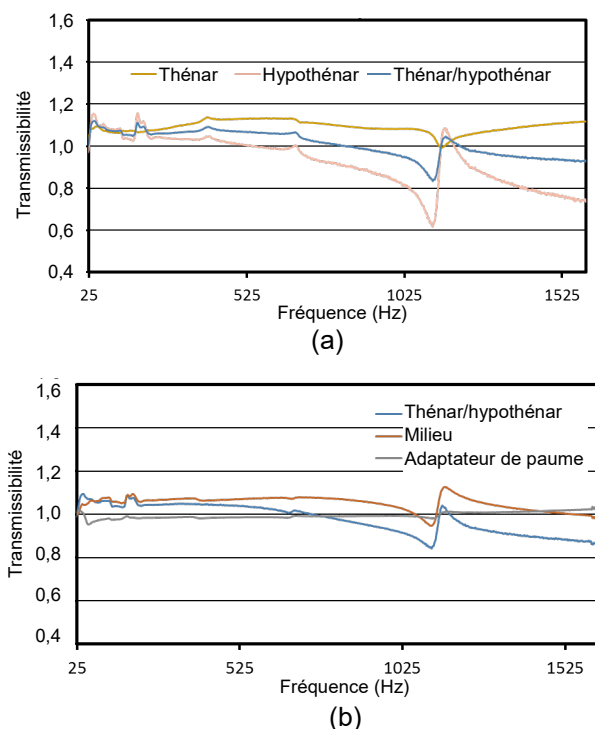 1,6
1,4
Thénar Hypothénar Thénar/hypothénar
1,2
1,0
0,8
0,6
0,4
Transmissibilité
25 525 1025 1525
Fréquence (Hz)
(a)
1,6
Thénar/hypothénar
1,4
Milieu
Adaptateur de paume
1,2
1,0
0,8
0,6
0,4
Transmissibilité
25 525 1025 1525
Fréquence (Hz)
(b)